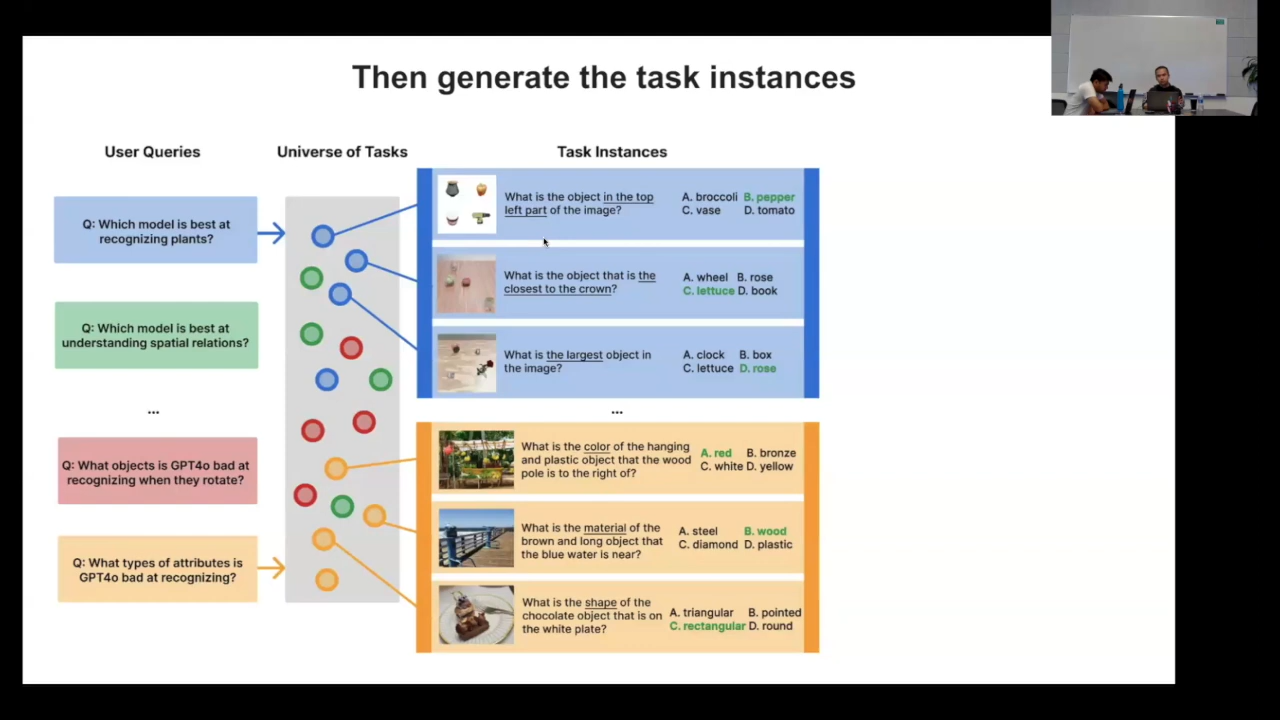 Then generate the task instances
User Queries
Universe of Tasks
Task Instances
Q: Which model is best at
recognizing plants?
Q: Which model is best at
understanding spatial relations?
...
Q: What objects is GPT4o bad at
recognizing when they rotate?
Q: What types of attributes is
GPT4o bad at recognizing?
What is the object in the top
left part of the image?
A. broccoli B. pepper
C. vase D. tomato
What is the object that is the
closest to the crown?
A. wheel B. rose
C. lettuce D. book
What is the largest object in
the image?
A. clock B. box
C. lettuce D. rose
...
What is the color of the hanging
and plastic object that the wood
pole is to the right of?
A. red B. bronze
C. white D. yellow
What is the material of the
brown and long object that
the blue water is near?
A. steel B. wood
C. diamond D. plastic
What is the shape of the
chocolate object that is on
the white plate?
A. triangular B. pointed
C. rectangular D. round